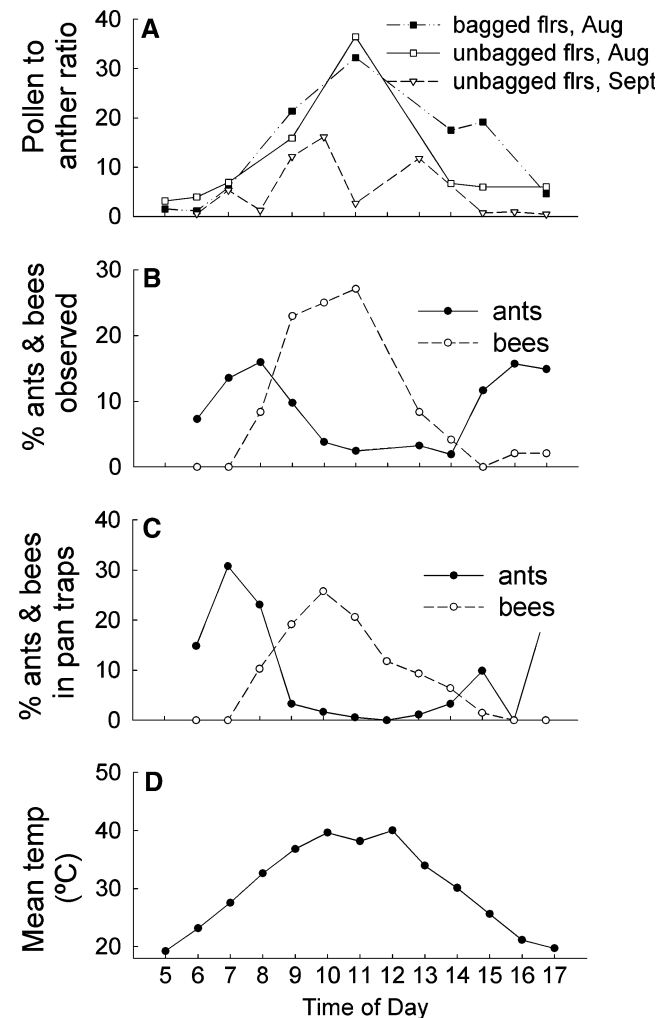 A
bagged flrs, Aug
unbagged flrs, Aug
unbagged flrs, Sept
Pollen to
anther ratio
40
30
20
10
0
B
ants
bees
% ants & bees
observed
30
20
10
0
C
ants
bees
% ants & bees
in pan traps
40
30
20
10
0
D
Mean temp
(ºC)
50
40
30
20
5 6 7 8 9 10 11 12 13 14 15 16 17
Time of Day